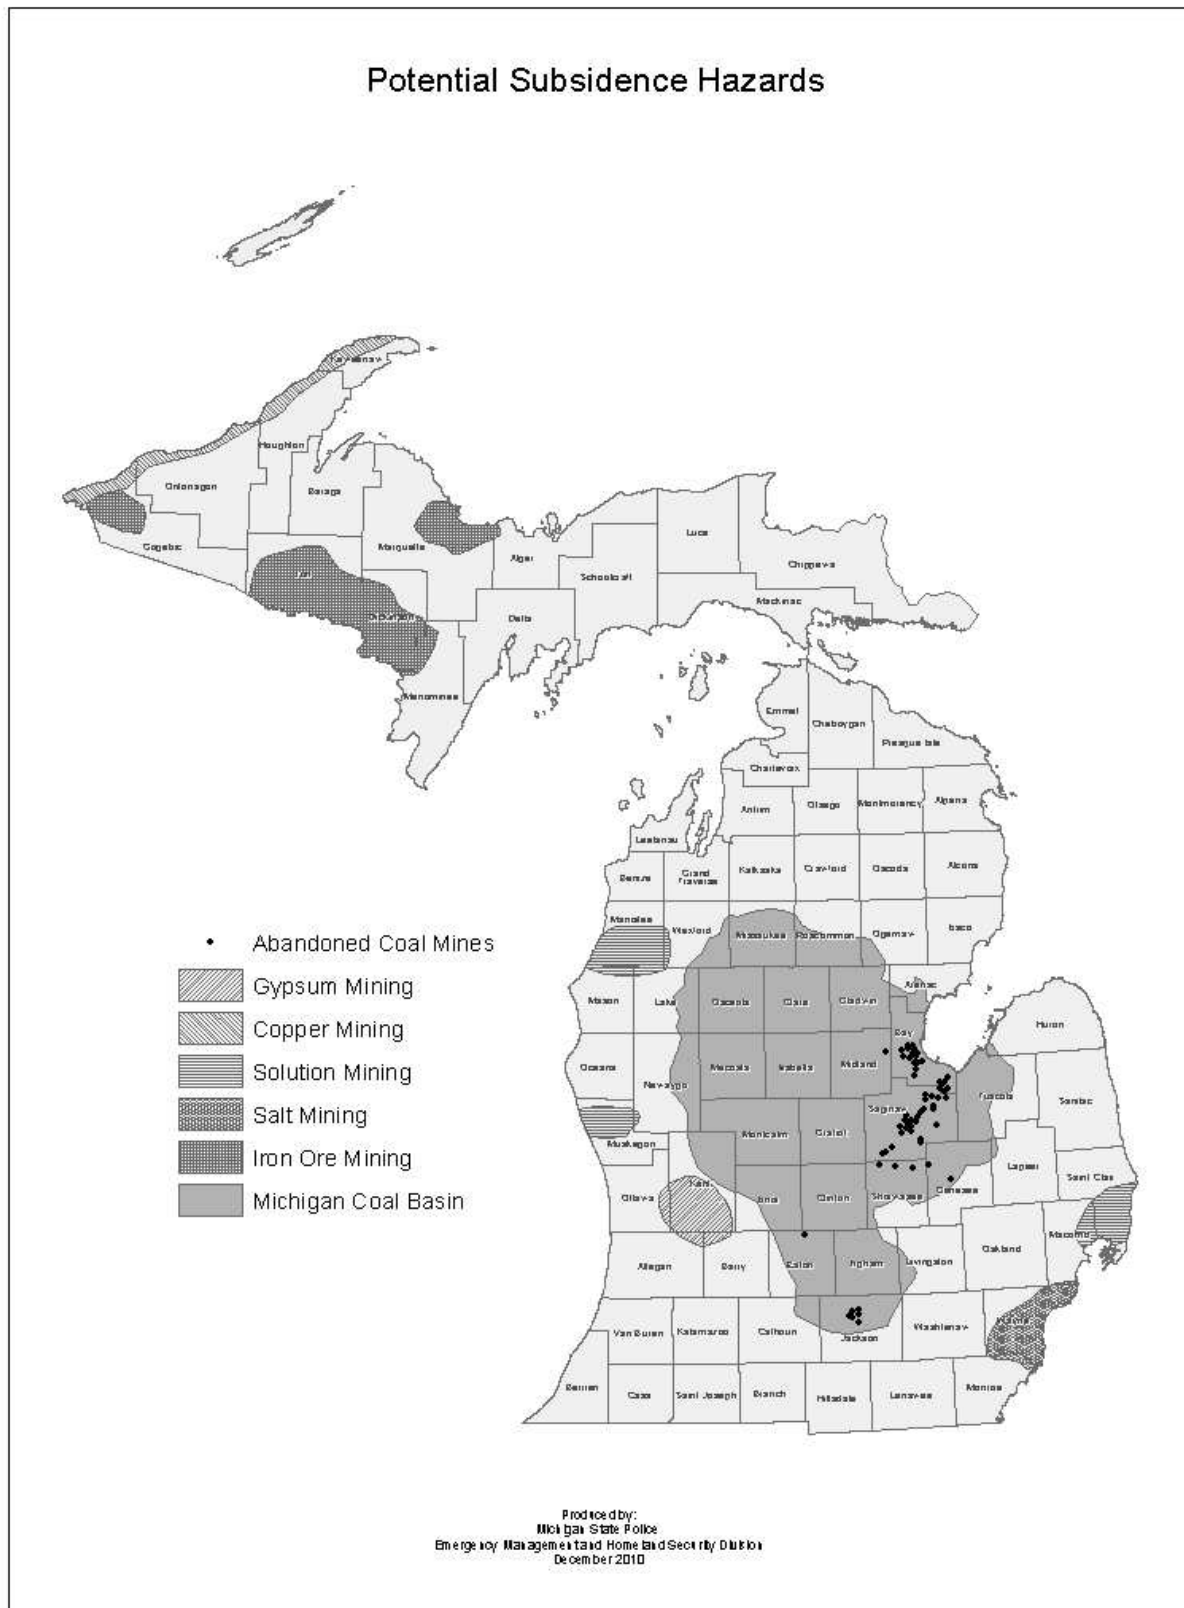 Potential Subsidence Hazards
Keweenaw
Houghton
Ontonagon
Baraga
Gogebic
Marquette
Iron
Dickinson
Alger
Luce
Schoolcraft
Chippewa
Mackinac
Delta
Menominee
Emmet
Cheboygan
Presque Isle
Charlevoix
Antrim
Otsego
Montmorency
Alpena
Leelanau
Benzie
Grand
Traverse
Kalkaska
Crawford
Oscoda
Alcona
Manistee
Wexford
Missaukee
Roscommon
Ogemaw
Iosco
Arenac
Mason
Lake
Osceola
Clare
Gladwin
Bay
Huron
Oceana
Newaygo
Mecosta
Isabella
Midland
Saginaw
Tuscola
Sanilac
Muskegon
Montcalm
Gratiot
Lapeer
Saint Clair
Ottawa
Kent
Ionia
Clinton
Shiawassee
Genesee
Macomb
Oakland
Allegan
Barry
Eaton
Ingham
Livingston
Van Buren
Kalamazoo
Calhoun
Jackson
Washtenaw
Wayne
Berrien
Cass
Saint Joseph
Branch
Hillsdale
Lenawee
Monroe
Abandoned Coal Mines
Gypsum Mining
Copper Mining
Solution Mining
Salt Mining
Iron Ore Mining
Michigan Coal Basin
Produced by:
Michigan State Police
Emergency Management and Homeland Security Division
December 2010